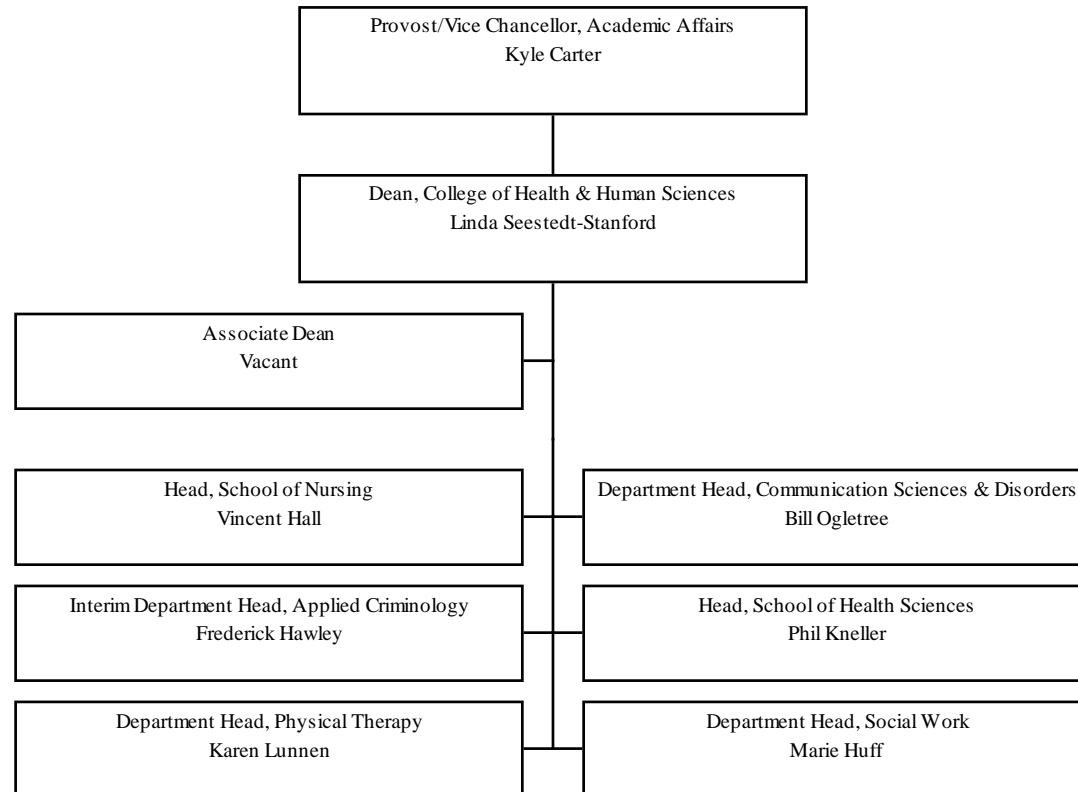 Provost/Vice Chancellor, Academic Affairs
Kyle Carter
Dean, College of Health & Human Sciences
Linda Seestedt-Stanford
Associate Dean
Vacant
Head, School of Nursing
Vincent Hall
Department Head, Communication Sciences & Disorders
Bill Ogletree
Interim Department Head, Applied Criminology
Frederick Hawley
Head, School of Health Sciences
Phil Kneller
Department Head, Physical Therapy
Karen Lunnen
Department Head, Social Work
Marie Huff